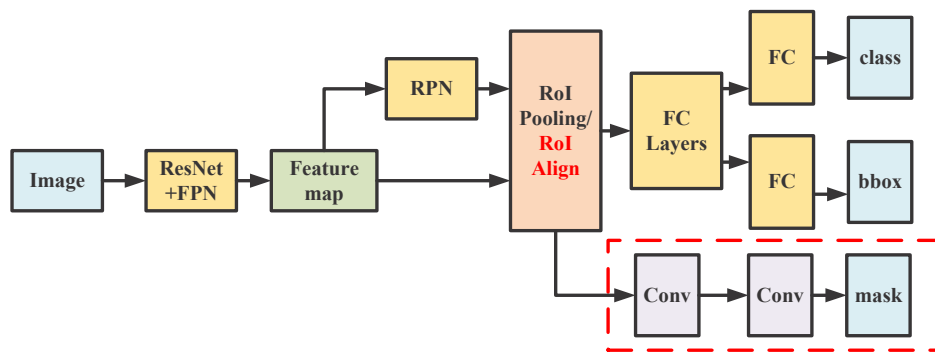 Image
ResNet
+FPN
Feature
map
RPN
RoI
Pooling/
RoI
Align
FC
Layers
FC
class
FC
bbox
Conv
Conv
mask